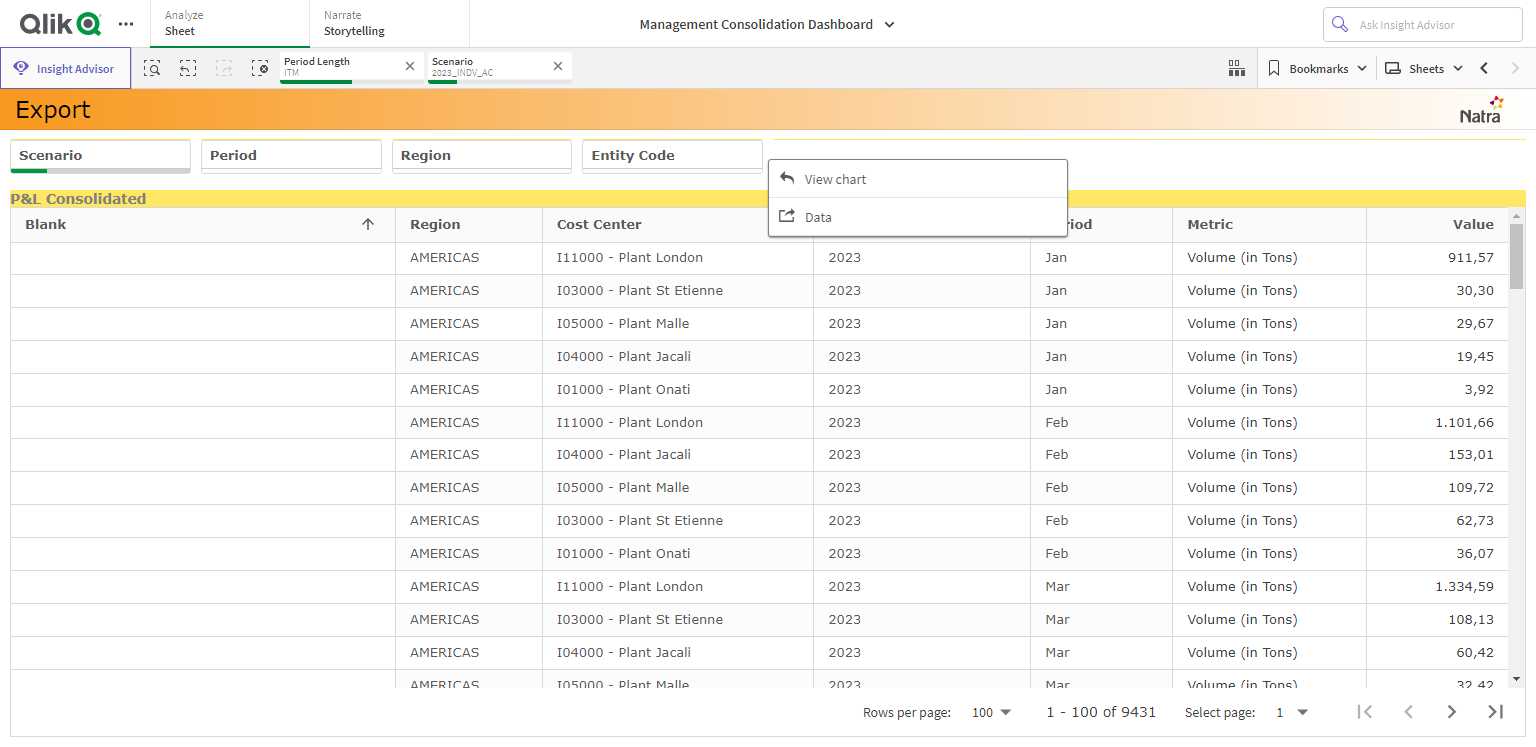 Qlik
Analyze
Sheet
Narrate
Storytelling
Management Consolidation Dashboard
Ask Insight Advisor
Insight Advisor
Period Length
ITM
Scenario
2023_INDV_AC
Bookmarks
Sheets
Export
Natra
Scenario
Period
Region
Entity Code
View chart
Data
P&L Consolidated
Blank Region Cost Center iod Metric Value
AMERICAS I11000 - Plant London 2023 Jan Volume (in Tons) 911,57
AMERICAS I03000 - Plant St Etienne 2023 Jan Volume (in Tons) 30,30
AMERICAS I05000 - Plant Malle 2023 Jan Volume (in Tons) 29,67
AMERICAS I04000 - Plant Jacali 2023 Jan Volume (in Tons) 19,45
AMERICAS I01000 - Plant Onati 2023 Jan Volume (in Tons) 3,92
AMERICAS I11000 - Plant London 2023 Feb Volume (in Tons) 1.101,66
AMERICAS I04000 - Plant Jacali 2023 Feb Volume (in Tons) 153,01
AMERICAS I05000 - Plant Malle 2023 Feb Volume (in Tons) 109,72
AMERICAS I03000 - Plant St Etienne 2023 Feb Volume (in Tons) 62,73
AMERICAS I01000 - Plant Onati 2023 Feb Volume (in Tons) 36,07
AMERICAS I11000 - Plant London 2023 Mar Volume (in Tons) 1.334,59
AMERICAS I03000 - Plant St Etienne 2023 Mar Volume (in Tons) 108,13
AMERICAS I04000 - Plant Jacali 2023 Mar Volume (in Tons) 60,42
AMERICAS I05000 - Plant Malle 2023 Mar Volume (in Tons) 32,42
Rows per page: 100 1 - 100 of 9431 Select page: 1